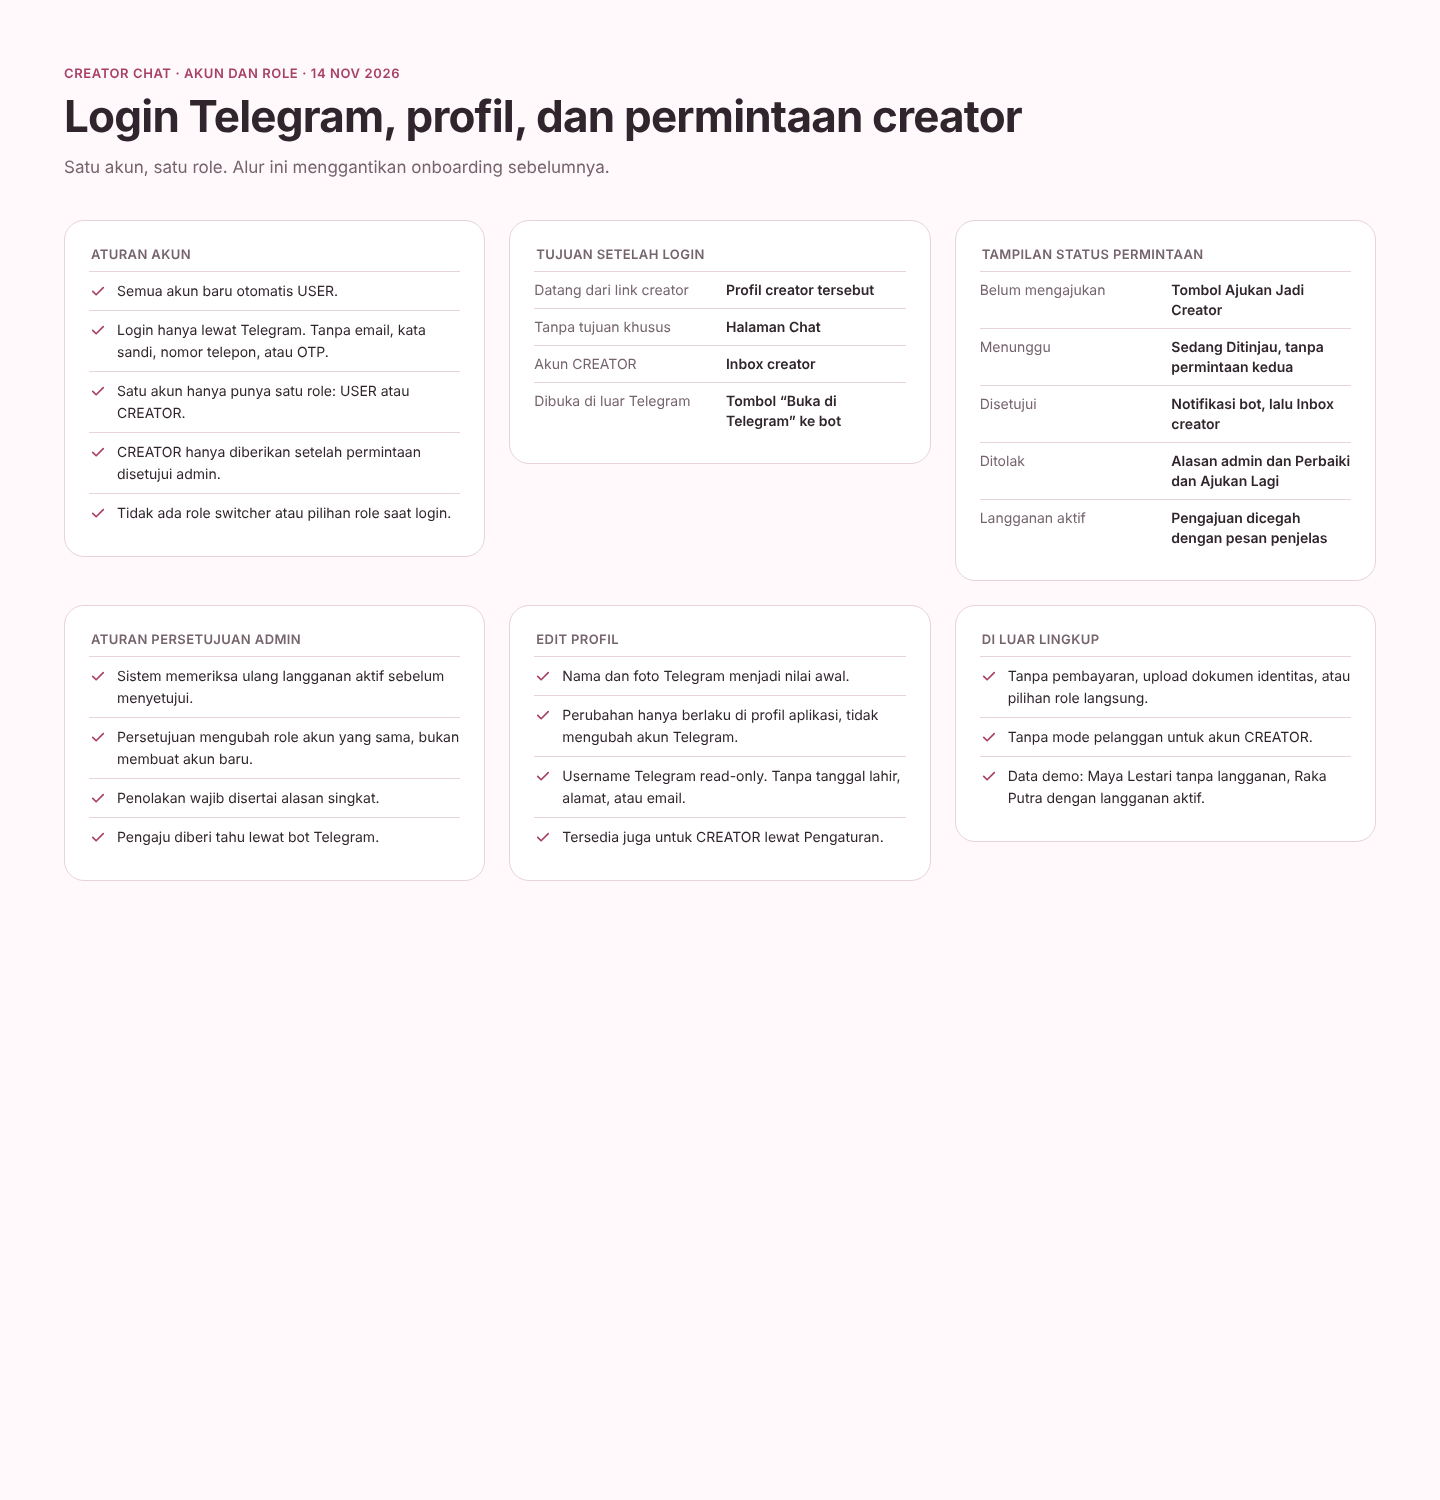 CREATOR CHAT · AKUN DAN ROLE · 14 NOV 2026
Login Telegram, profil, dan permintaan creator
Satu akun, satu role. Alur ini menggantikan onboarding sebelumnya.
ATURAN AKUN
Semua akun baru otomatis USER.
Login hanya lewat Telegram. Tanpa email, kata
sandi, nomor telepon, atau OTP.
Satu akun hanya punya satu role: USER atau
CREATOR.
CREATOR hanya diberikan setelah permintaan
disetujui admin.
Tidak ada role switcher atau pilihan role saat login.
TUJUAN SETELAH LOGIN
Datang dari link creator Profil creator tersebut
Tanpa tujuan khusus Halaman Chat
Akun CREATOR Inbox creator
Dibuka di luar Telegram Tombol “Buka di
Telegram” ke bot
TAMPILAN STATUS PERMINTAAN
Belum mengajukan Tombol Ajukan Jadi
Creator
Menunggu Sedang Ditinjau, tanpa
permintaan kedua
Disetujui Notifikasi bot, lalu Inbox
creator
Ditolak Alasan admin dan Perbaiki
dan Ajukan Lagi
Langganan aktif Pengajuan dicegah
dengan pesan penjelas
ATURAN PERSETUJUAN ADMIN
Sistem memeriksa ulang langganan aktif sebelum
menyetujui.
Persetujuan mengubah role akun yang sama, bukan
membuat akun baru.
Penolakan wajib disertai alasan singkat.
Pengaju diberi tahu lewat bot Telegram.
EDIT PROFIL
Nama dan foto Telegram menjadi nilai awal.
Perubahan hanya berlaku di profil aplikasi, tidak
mengubah akun Telegram.
Username Telegram read-only. Tanpa tanggal lahir,
alamat, atau email.
Tersedia juga untuk CREATOR lewat Pengaturan.
DI LUAR LINGKUP
Tanpa pembayaran, upload dokumen identitas, atau
pilihan role langsung.
Tanpa mode pelanggan untuk akun CREATOR.
Data demo: Maya Lestari tanpa langganan, Raka
Putra dengan langganan aktif.